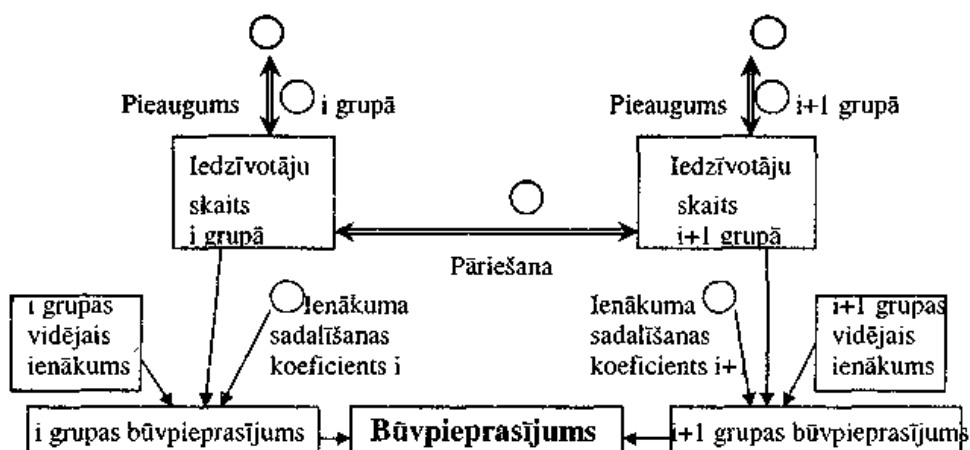 Pieaugums
i grupā
Pieaugums
i+1 grupā
Iedzīvotāju
skaits
i grupā
Iedzīvotāju
skaits
i+1 grupā
Pāriešana
i grupas
vidējais
ienākums
Ienākuma
sadalīšanas
koeficients i
Ienākuma
sadalīšanas
koeficients i+
i+1 grupas
vidējais
ienākums
i grupas būvpieprasījums
Būvpieprasījums
i+1 grupas būvpieprasījums